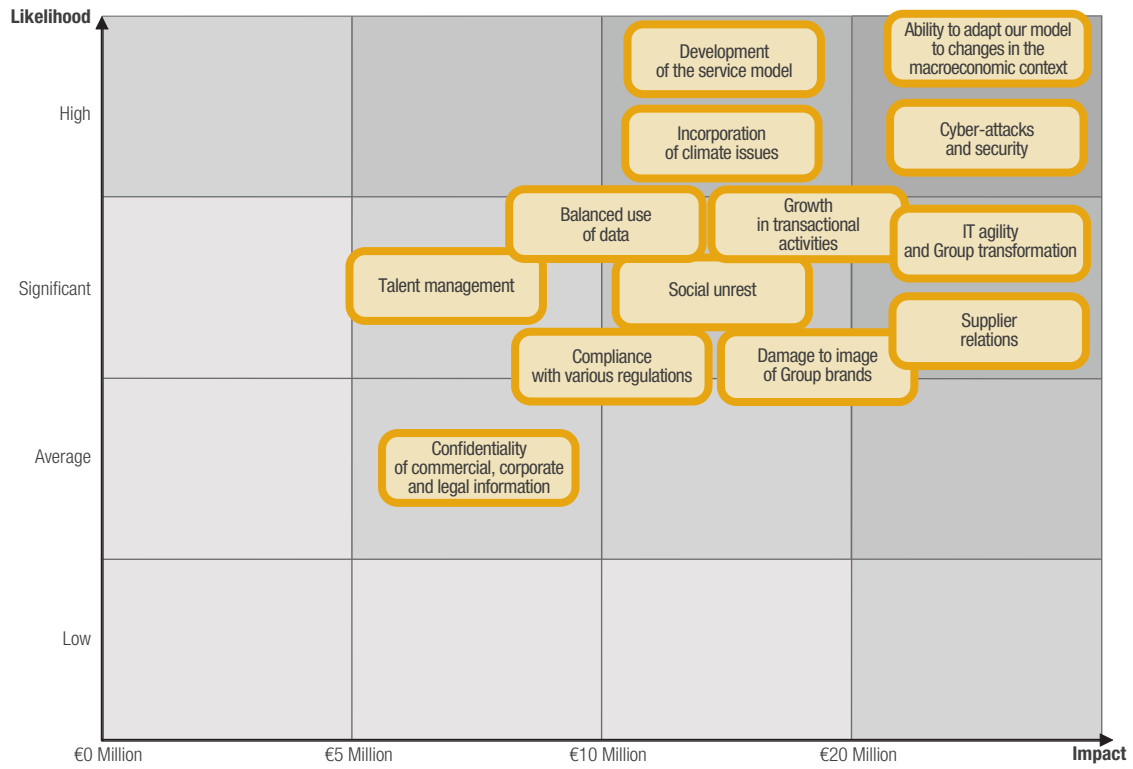 Likelihood
Ability to adapt our model
to changes in the
macroeconomic context
Development
of the service model
High
Incorporation
of climate issues
Cyber-attacks
and security
Balanced use
of data
Growth
in transactional
activities
IT agility
and Group transformation
Significant
Talent management
Social unrest
Supplier
relations
Compliance
with various regulations
Damage to image
of Group brands
Average
Confidentiality
of commercial, corporate
and legal information
Low
€0 Million
€5 Million
€10 Million
€20 Million
Impact